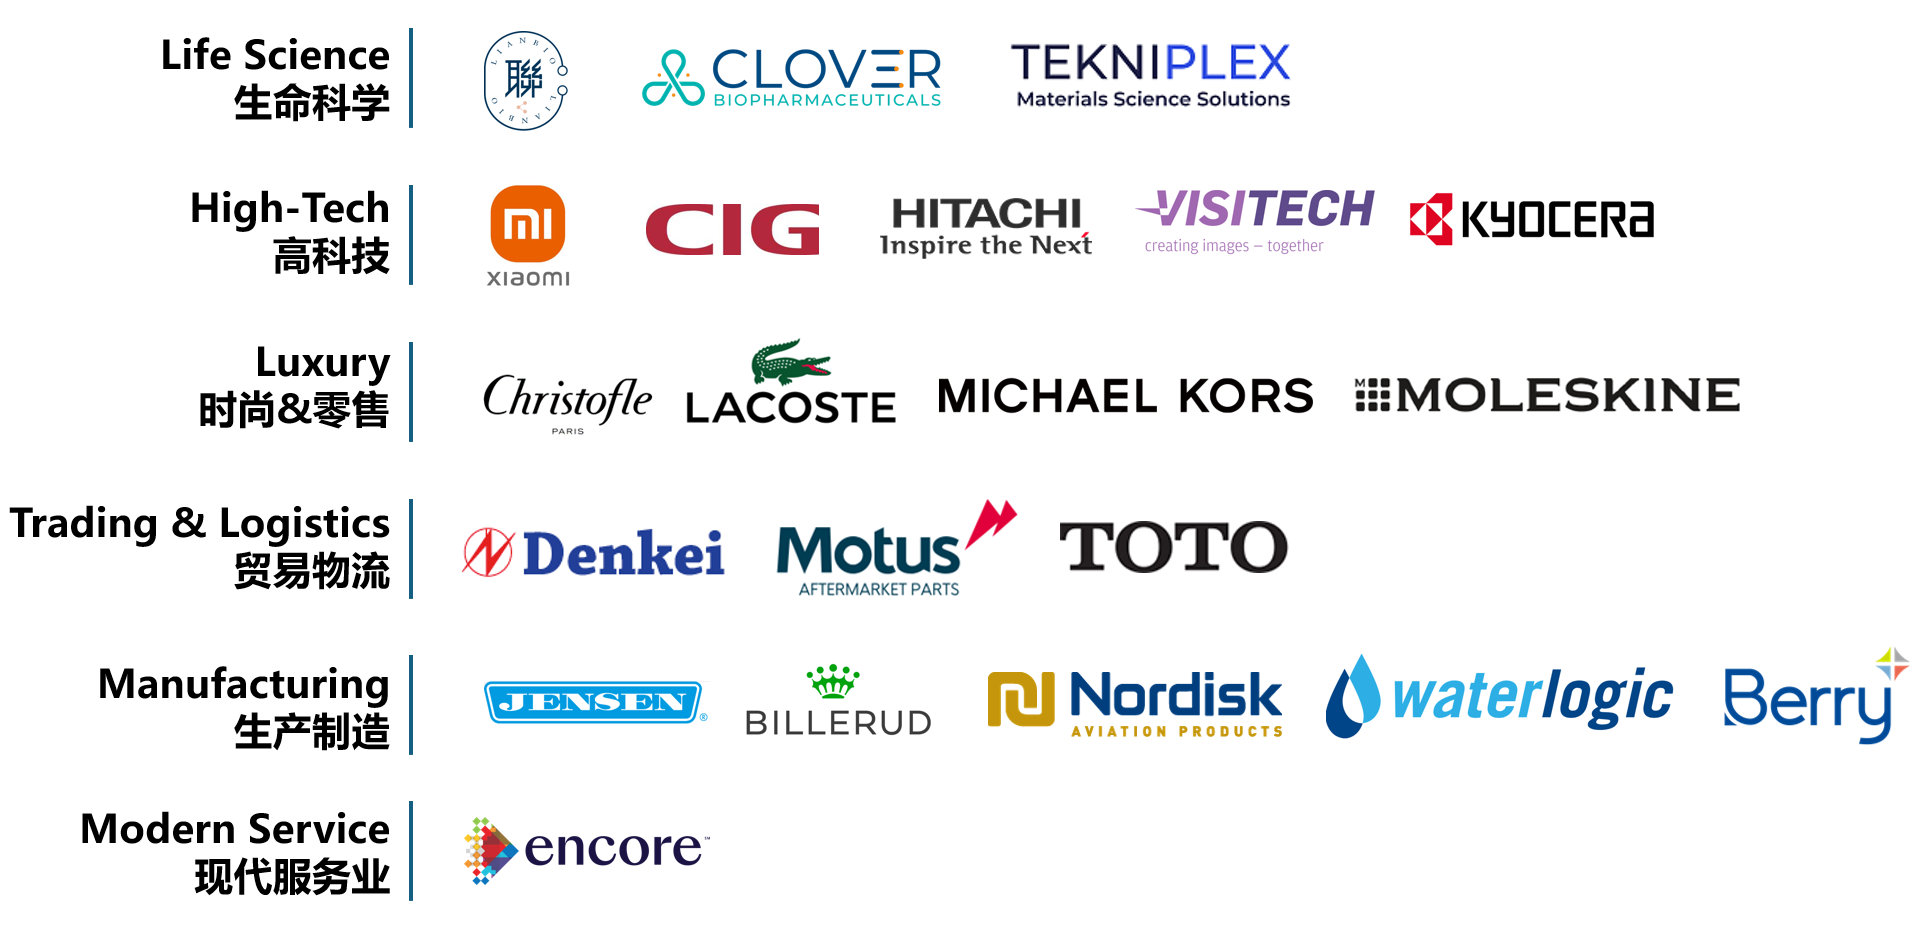 Life Science
生命科学
LIANBIO
聯
LIANBIO
CLOVER
BIOPHARMACEUTICALS
TEKNIPLEX
Materials Science Solutions
High-Tech
高科技
mi
xiaomi
CIG
HITACHI
Inspire the Next
VISITECH
creating images – together
KYOCERA
Luxury
时尚&零售
Christofle
PARIS
LACOSTE
MICHAEL KORS
M
MOLESKINE
Trading & Logistics
贸易物流
N
Denkei
Motus
AFTERMARKET PARTS
TOTO
Manufacturing
生产制造
JENSEN®
BILLERUD
Nordisk
AVIATION PRODUCTS
waterlogic
Berry
Modern Service
现代服务业
encore™